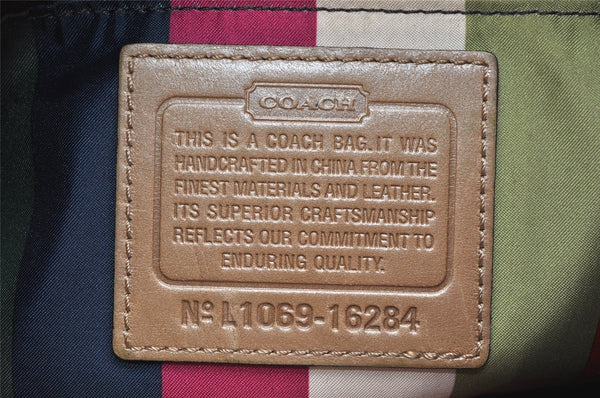 COACH
THIS IS A COACH BAG. IT WAS
HANDCRAFTED IN CHINA FROM THE
FINEST MATERIALS AND LEATHER.
ITS SUPERIOR CRAFTSMANSHIP
REFLECTS OUR COMMITMENT TO
ENDURING QUALITY.
Nº L1069-16284